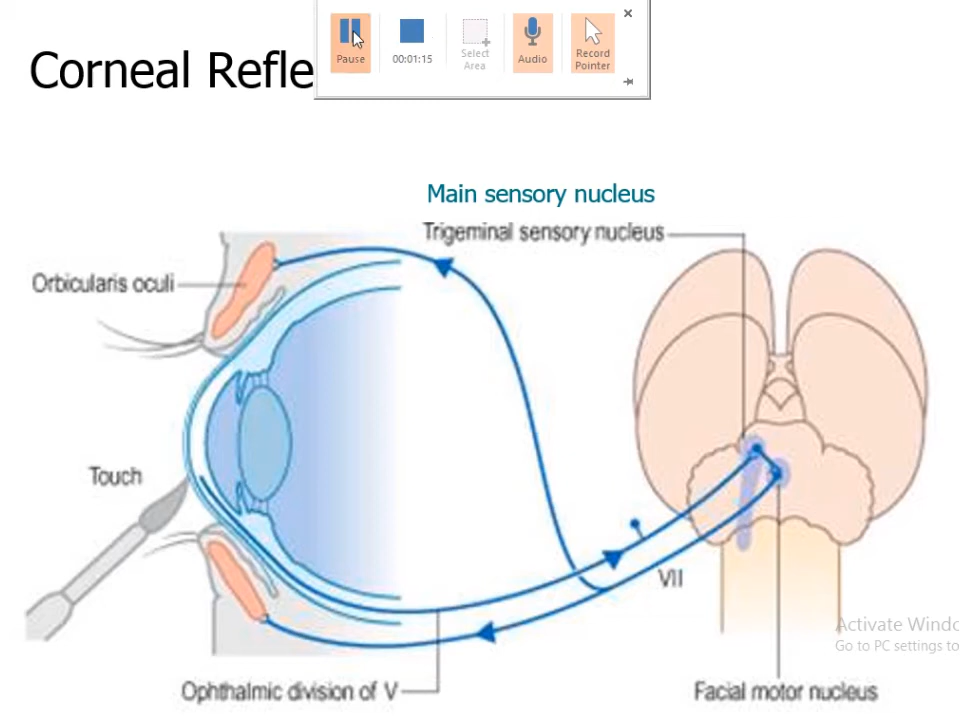 Corneal Refle
Pause
00:01:15
Select
Area
Audio
Record
Pointer
Main sensory nucleus
Trigeminal sensory nucleus
Orbicularis oculi
Touch
VII
Activate Windo
Go to PC settings to
Ophthalmic division of V
Facial motor nucleus